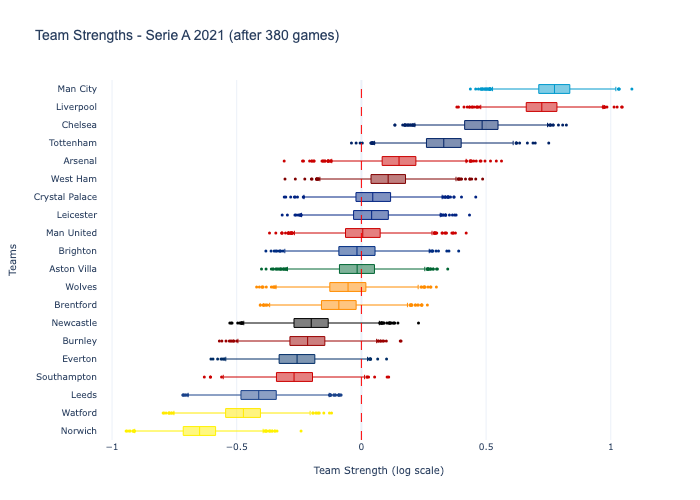 Team Strengths - Serie A 2021 (after 380 games)
Man City
Liverpool
Chelsea
Tottenham
Arsenal
West Ham
Crystal Palace
Leicester
Man United
Brighton
Aston Villa
Wolves
Brentford
Newcastle
Burnley
Everton
Southampton
Leeds
Watford
Norwich
Teams
−1
−0.5
0
0.5
1
Team Strength (log scale)